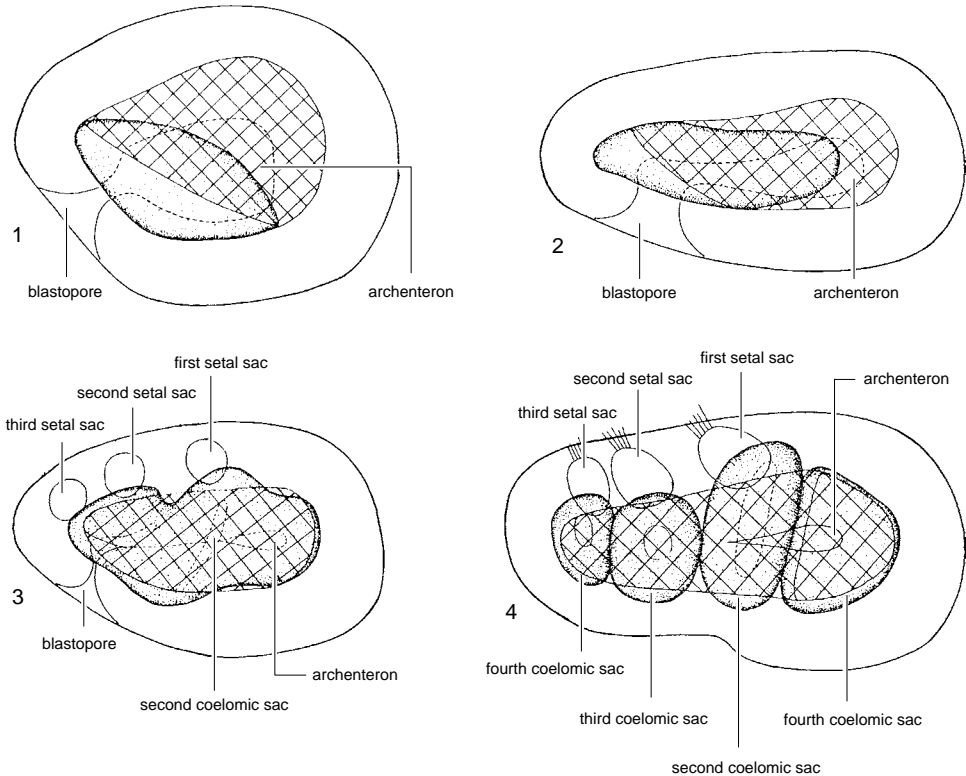 1
blastopore
archenteron
2
blastopore
archenteron
first setal sac
second setal sac
third setal sac
3
blastopore
archenteron
second coelomic sac
first setal sac
second setal sac
archenteron
third setal sac
4
fourth coelomic sac
third coelomic sac
fourth coelomic sac
second coelomic sac